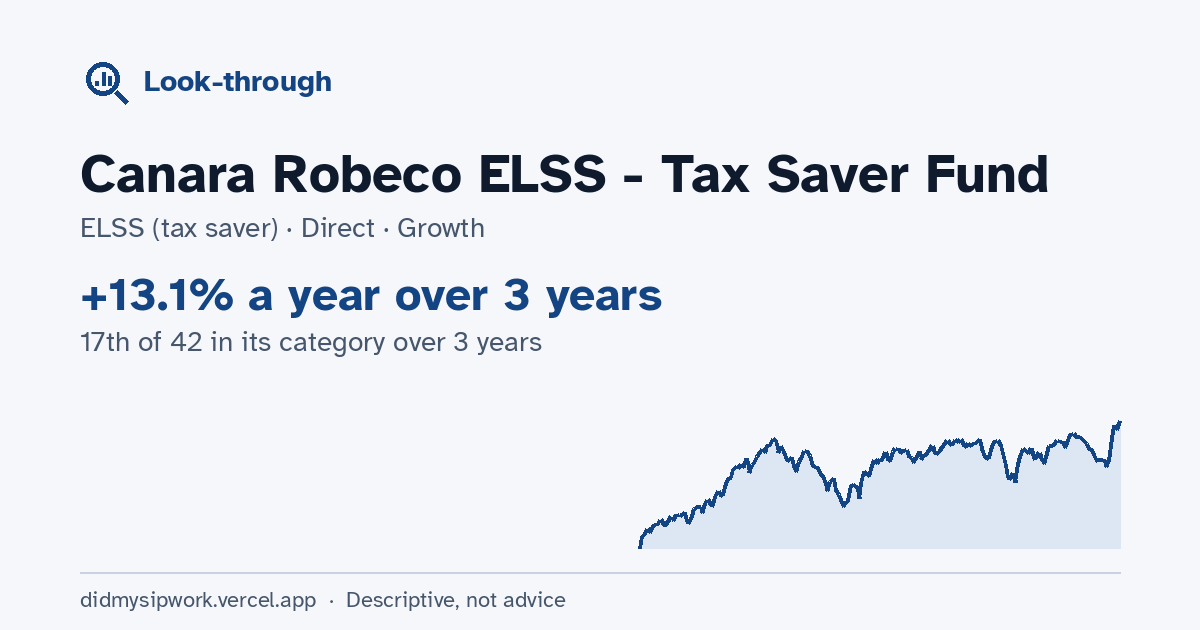 Look-through
Canara Robeco ELSS - Tax Saver Fund
ELSS (tax saver) · Direct · Growth
+13.1% a year over 3 years
17th of 42 in its category over 3 years
didmysipwork.vercel.app · Descriptive, not advice